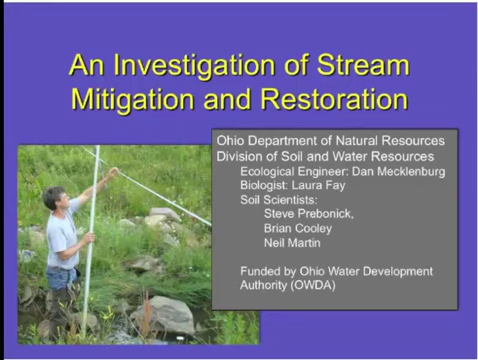 An Investigation of Stream
Mitigation and Restoration
Ohio Department of Natural Resources
Division of Soil and Water Resources
Ecological Engineer: Dan Mecklenburg
Biologist: Laura Fay
Soil Scientists:
Steve Prebonick,
Brian Cooley
Neil Martin
Funded by Ohio Water Development
Authority (OWDA)